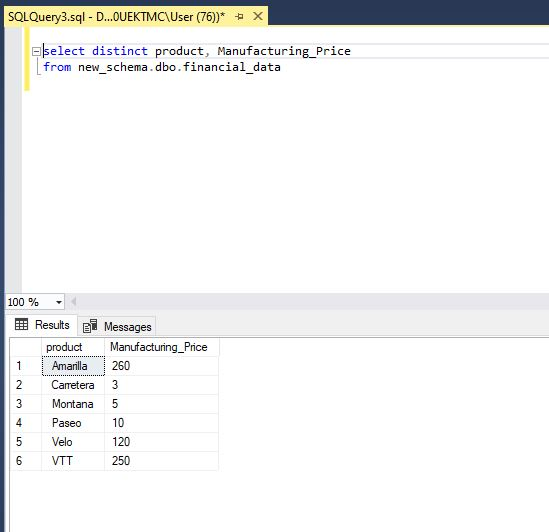 SQLQuery3.sql - D...0UEKTMC\User (76))*
select distinct product, Manufacturing_Price
from new_schema.dbo.financial_data
100 %
Results Messages
product Manufacturing_Price
1 Amarilla 260
2 Carretera 3
3 Montana 5
4 Paseo 10
5 Velo 120
6 VTT 250